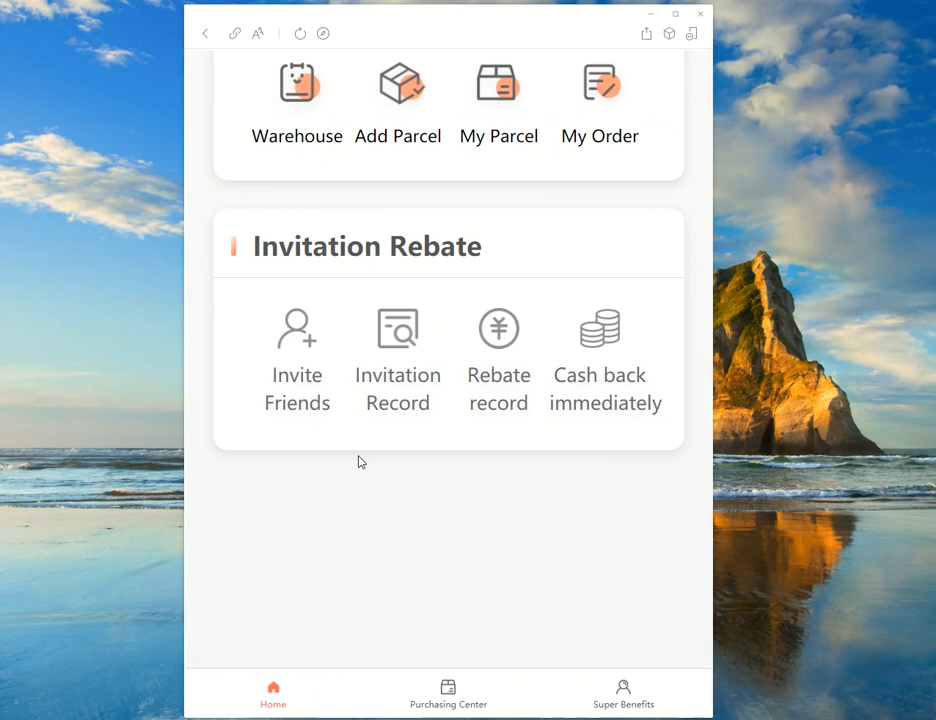 Warehouse Add Parcel My Parcel My Order
Invitation Rebate
Invite Friends
Invitation Record
Rebate record
Cash back immediately
Home Purchasing Center Super Benefits